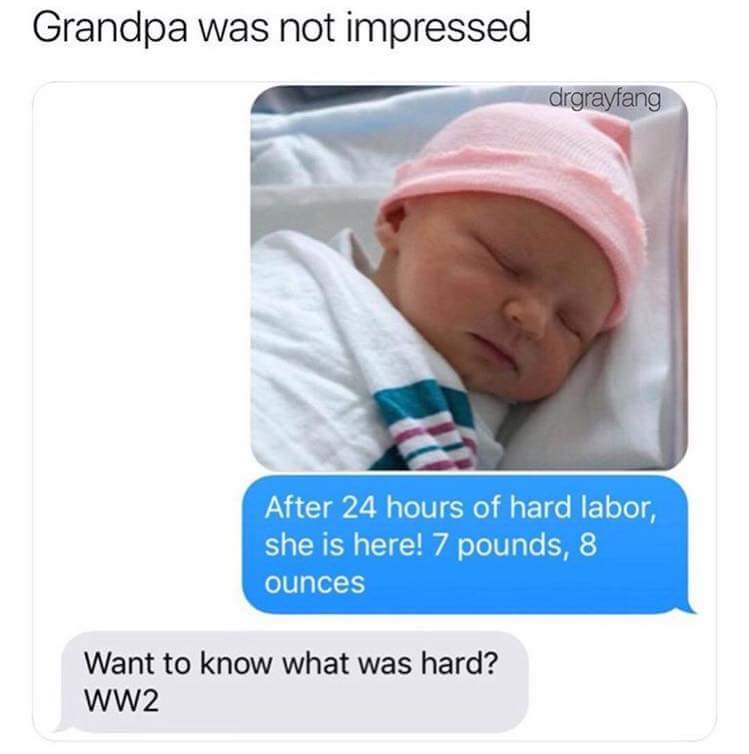 Grandpa was not impressed
drgrayfang
After 24 hours of hard labor,
she is here! 7 pounds, 8
ounces
Want to know what was hard?
WW2